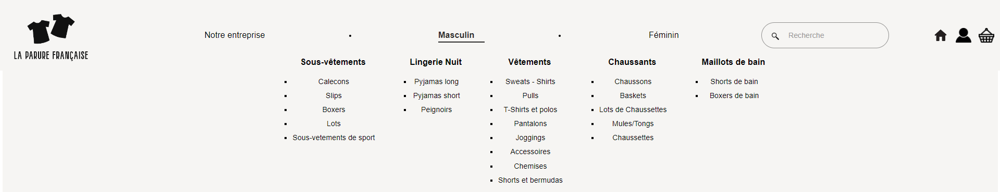 LA PARURE FRANÇAISE
Notre entreprise
Masculin
Féminin
Recherche
Sous-vêtements
Calecons
Slips
Boxers
Lots
Sous-vetements de sport
Lingerie Nuit
Pyjamas long
Pyjamas short
Peignoirs
Vêtements
Sweats - Shirts
Pulls
T-Shirts et polos
Pantalons
Joggings
Accessoires
Chemises
Shorts et bermudas
Chaussants
Chaussons
Baskets
Lots de Chaussettes
Mules/Tongs
Chaussettes
Maillots de bain
Shorts de bain
Boxers de bain